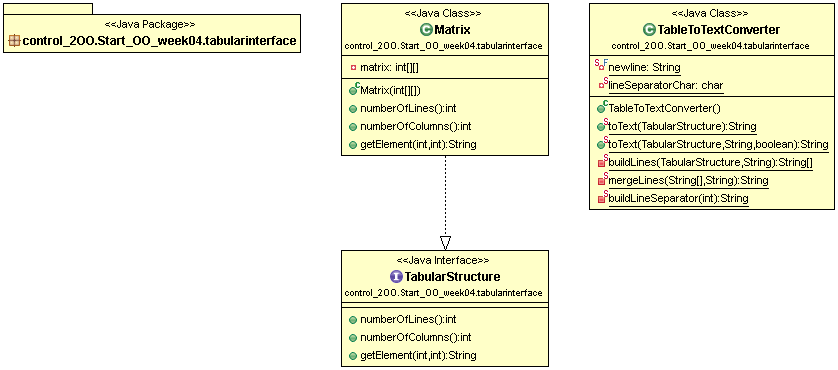 <<Java Package>>
control_2OO.Start_OO_week04.tabularinterface
<<Java Class>>
C Matrix
control_2OO.Start_OO_week04.tabularinterface
matrix: int[][]
C Matrix(int[][])
numberOfLines():int
numberOfColumns():int
getElement(int,int):String
<<Java Class>>
C TableToTextConverter
control_2OO.Start_OO_week04.tabularinterface
S F newline: String
S lineSeparatorChar: char
C TableToTextConverter()
S toText(TabularStructure):String
S toText(TabularStructure,String,boolean):String
S buildLines(TabularStructure,String):String[]
S mergeLines(String[],String):String
S buildLineSeparator(int):String
<<Java Interface>>
I TabularStructure
control_2OO.Start_OO_week04.tabularinterface
numberOfLines():int
numberOfColumns():int
getElement(int,int):String